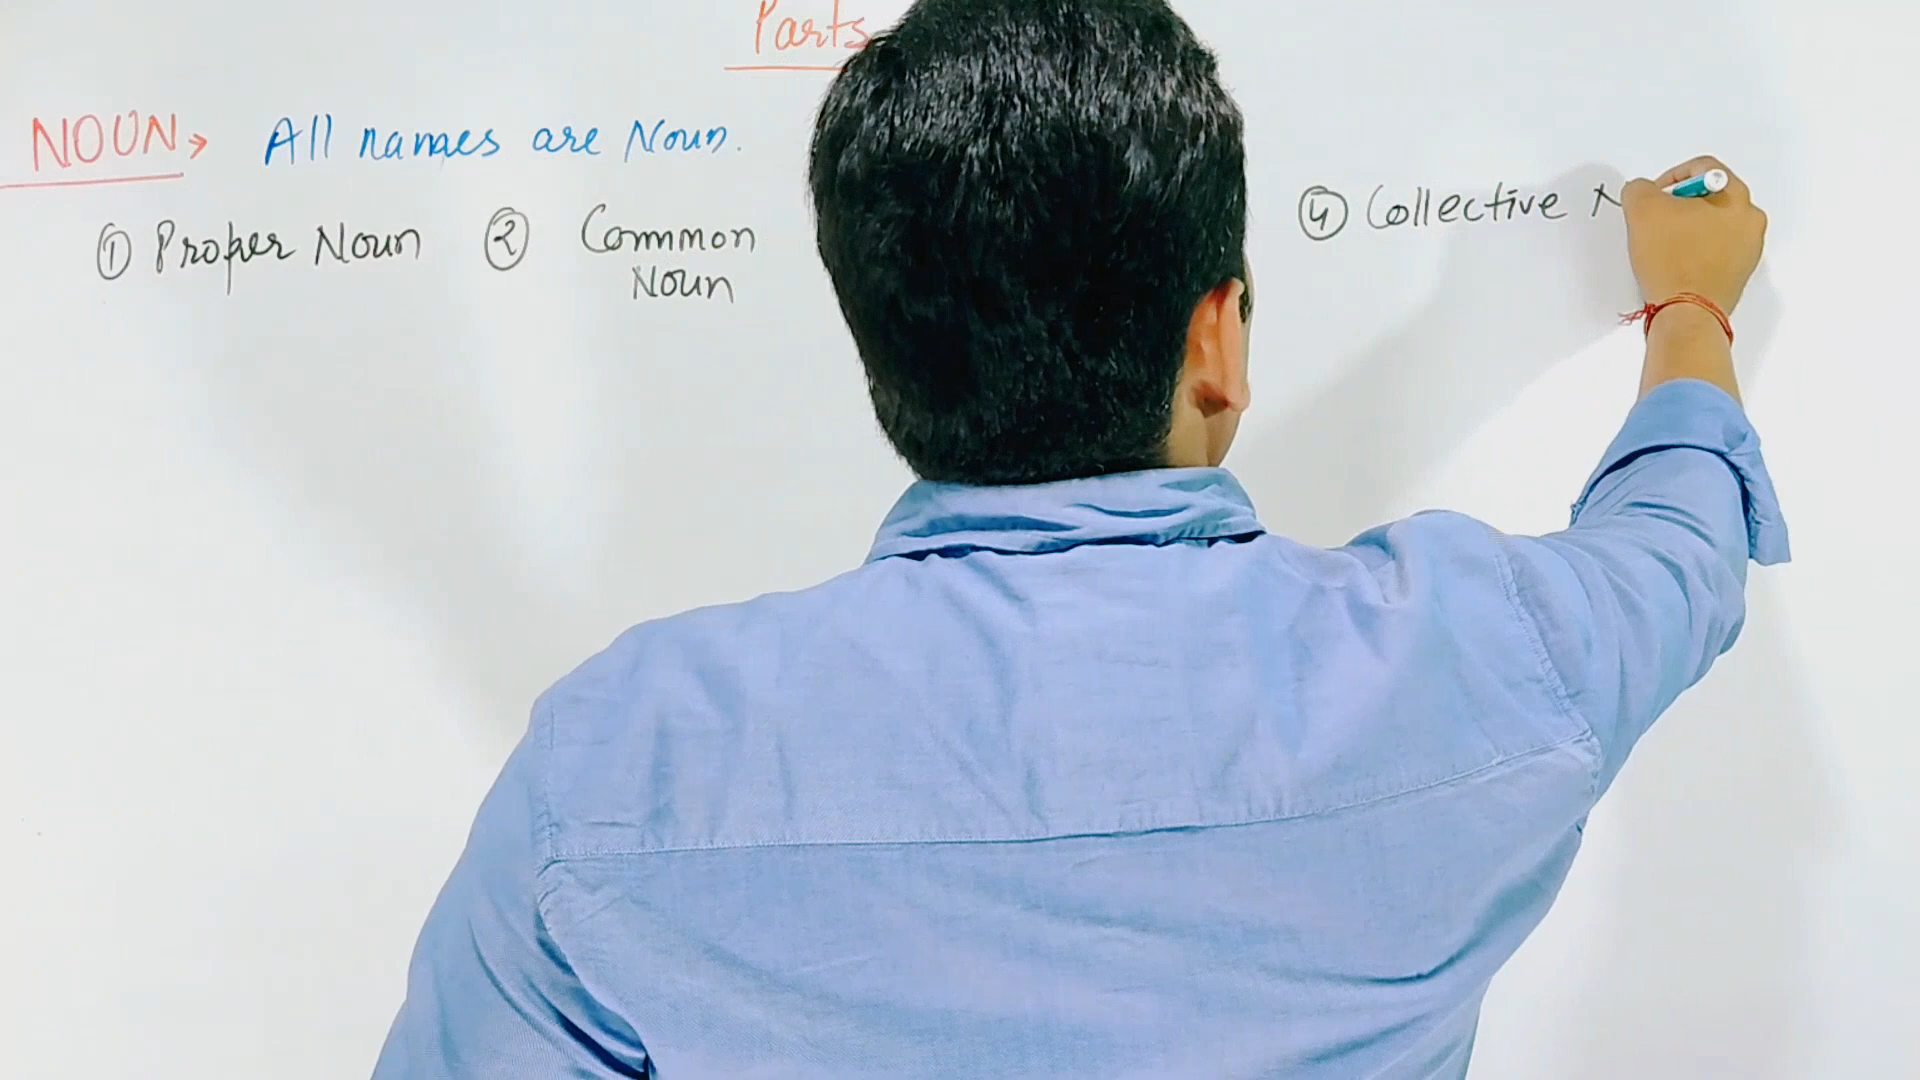 Parts
NOUN → All names are Noun.
① Proper Noun ② Common Noun
④ Collective N